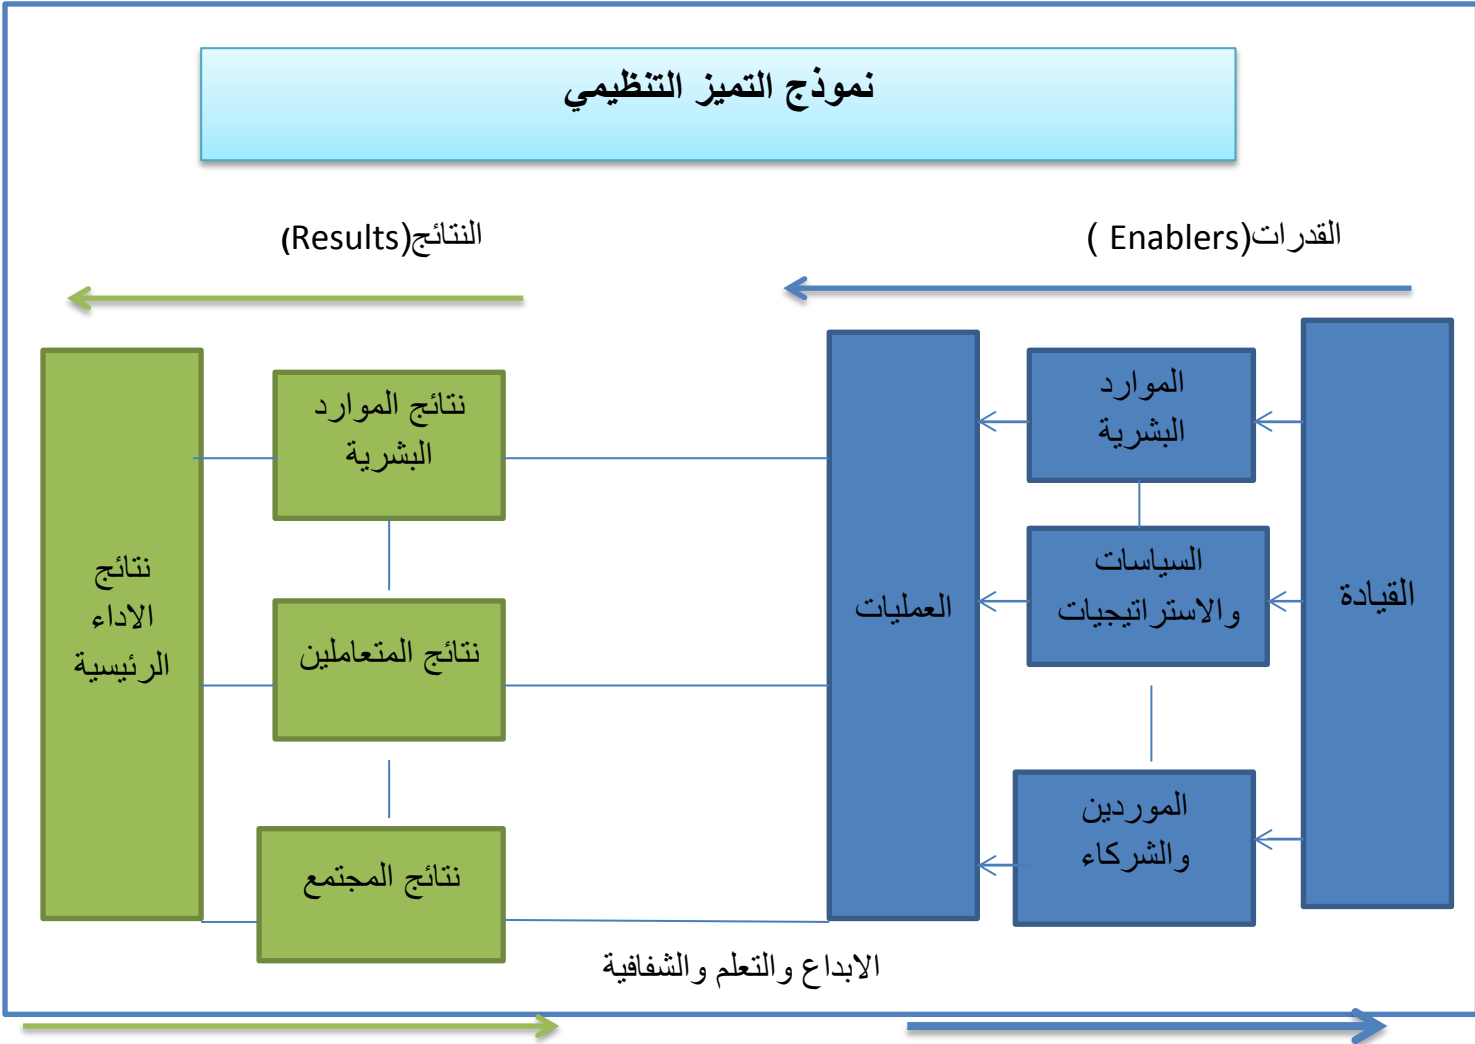 نموذج التميز التنظيمي
القدرات(Enablers )
النتائج(Results)
القيادة
الموارد
البشرية
السياسات
والاستراتيجيات
الموردين
والشركاء
العمليات
نتائج الموارد
البشرية
نتائج المتعاملين
نتائج المجتمع
نتائج
الاداء
الرئيسية
الابداع والتعلم والشفافية